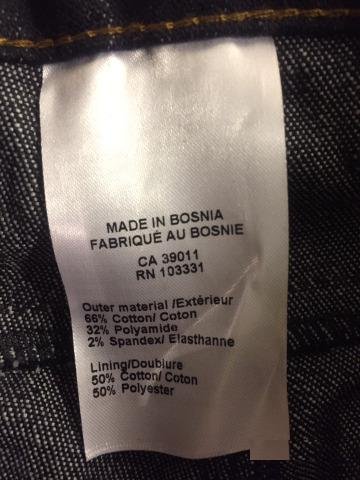 MADE IN BOSNIA
FABRIQUÉ AU BOSNIE
CA 39011
RN 103331
Outer material /Extérieur
66% Cotton/ Coton
32% Polyamide
2% Spandex/ Elasthanne
Lining/Doublure
50% Cotton/ Coton
50% Polyester